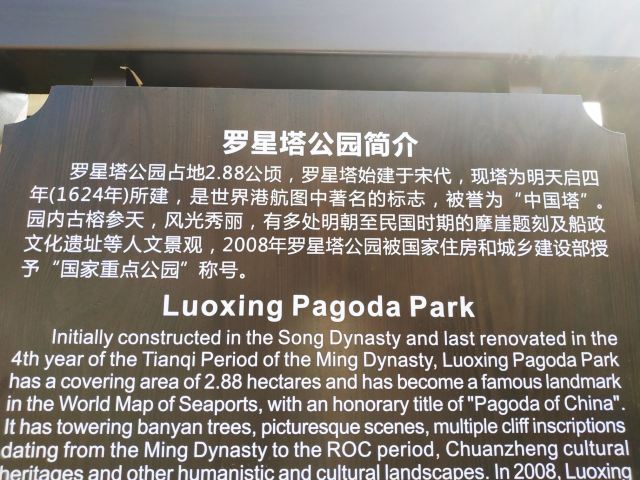 罗星塔公园简介
罗星塔公园占地2.88公顷，罗星塔始建于宋代，现塔为明天启四
年(1624年)所建，是世界港航图中著名的标志，被誉为“中国塔”。
园内古榕参天，风光秀丽，有多处明朝至民国时期的摩崖题刻及船政
文化遗址等人文景观，2008年罗星塔公园被国家住房和城乡建设部授
予“国家重点公园”称号。
Luoxing Pagoda Park
Initially constructed in the Song Dynasty and last renovated in the
4th year of the Tianqi Period of the Ming Dynasty, Luoxing Pagoda Park
has a covering area of 2.88 hectares and has become a famous landmark
in the World Map of Seaports, with an honorary title of "Pagoda of China".
It has towering banyan trees, picturesque scenes, multiple cliff inscriptions
dating from the Ming Dynasty to the ROC period, Chuanzheng cultural
heritages and other humanistic and cultural landscapes. In 2008, Luoxing